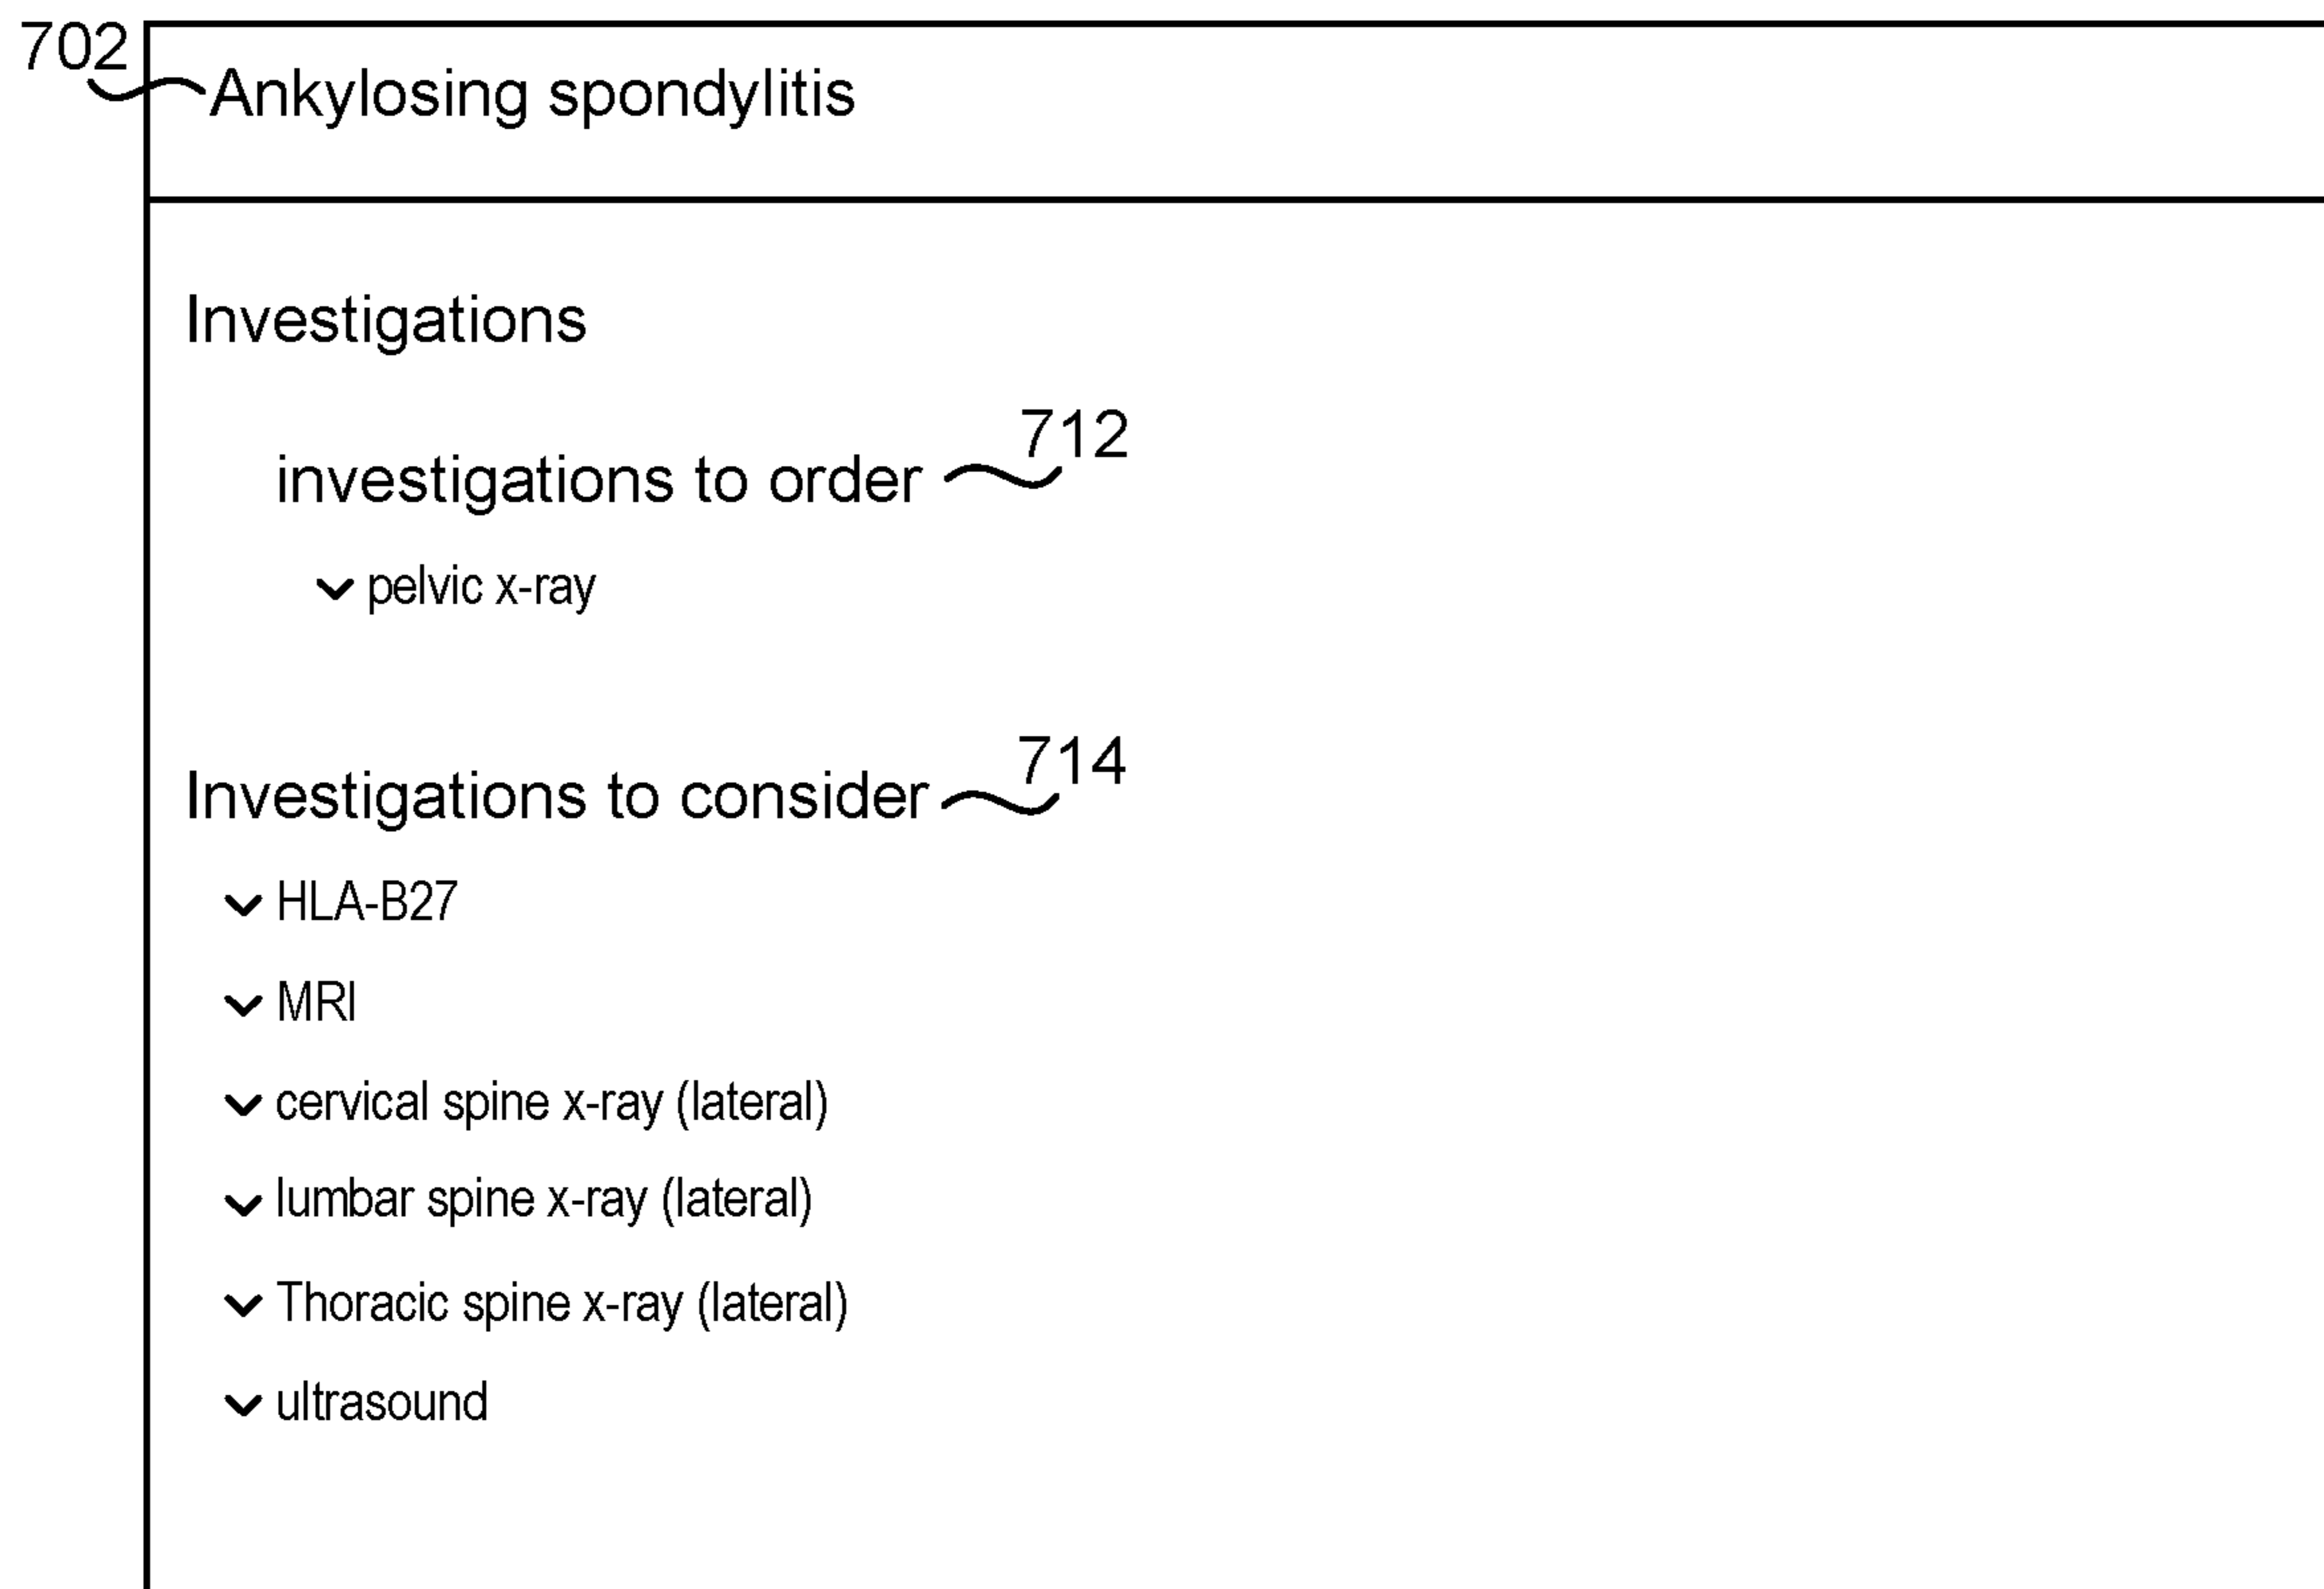 702
Ankylosing spondylitis
Investigations
712
investigations to order
pelvic x-ray
714
Investigations to consider
HLA-B27
MRI
cervical spine x-ray (lateral)
lumbar spine x-ray (lateral)
Thoracic spine x-ray (lateral)
ultrasound